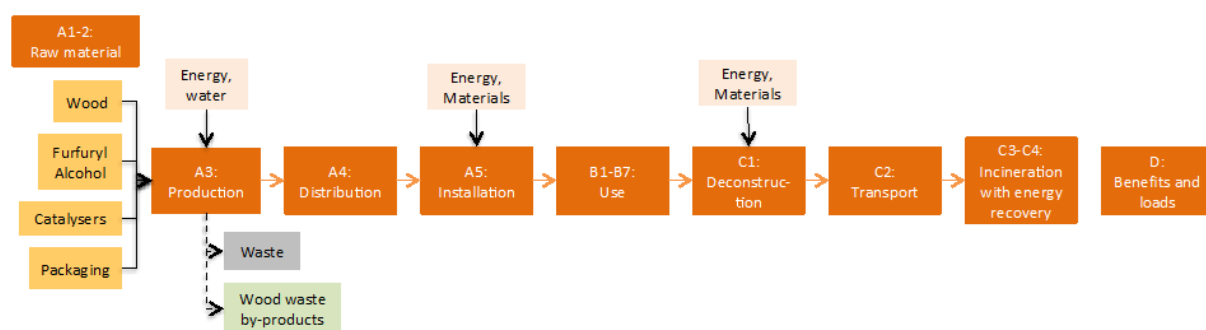 A1-2:
Raw material
Wood
Furfuryl
Alcohol
Catalysers
Packaging
Energy,
water
A3:
Production
Waste
Wood waste
by-products
A4:
Distribution
Energy,
Materials
A5:
Installation
B1-B7:
Use
Energy,
Materials
C1:
Deconstruc-
tion
C2:
Transport
C3-C4:
Incineration
with energy
recovery
D:
Benefits and
loads